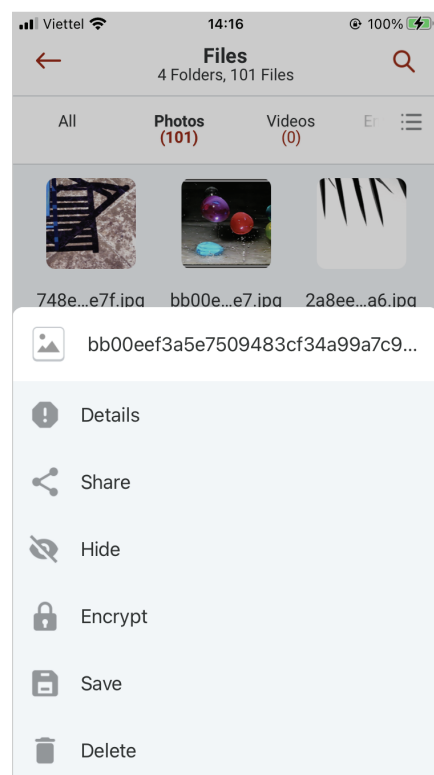 Viettel 14:16 100%
Files
4 Folders, 101 Files
All Photos Videos
(101) (0)
748e...e7f.jpg bb00e...e7.jpg 2a8ee...a6.jpg
bb00eef3a5e7509483cf34a99a7c9...
Details
Share
Hide
Encrypt
Save
Delete